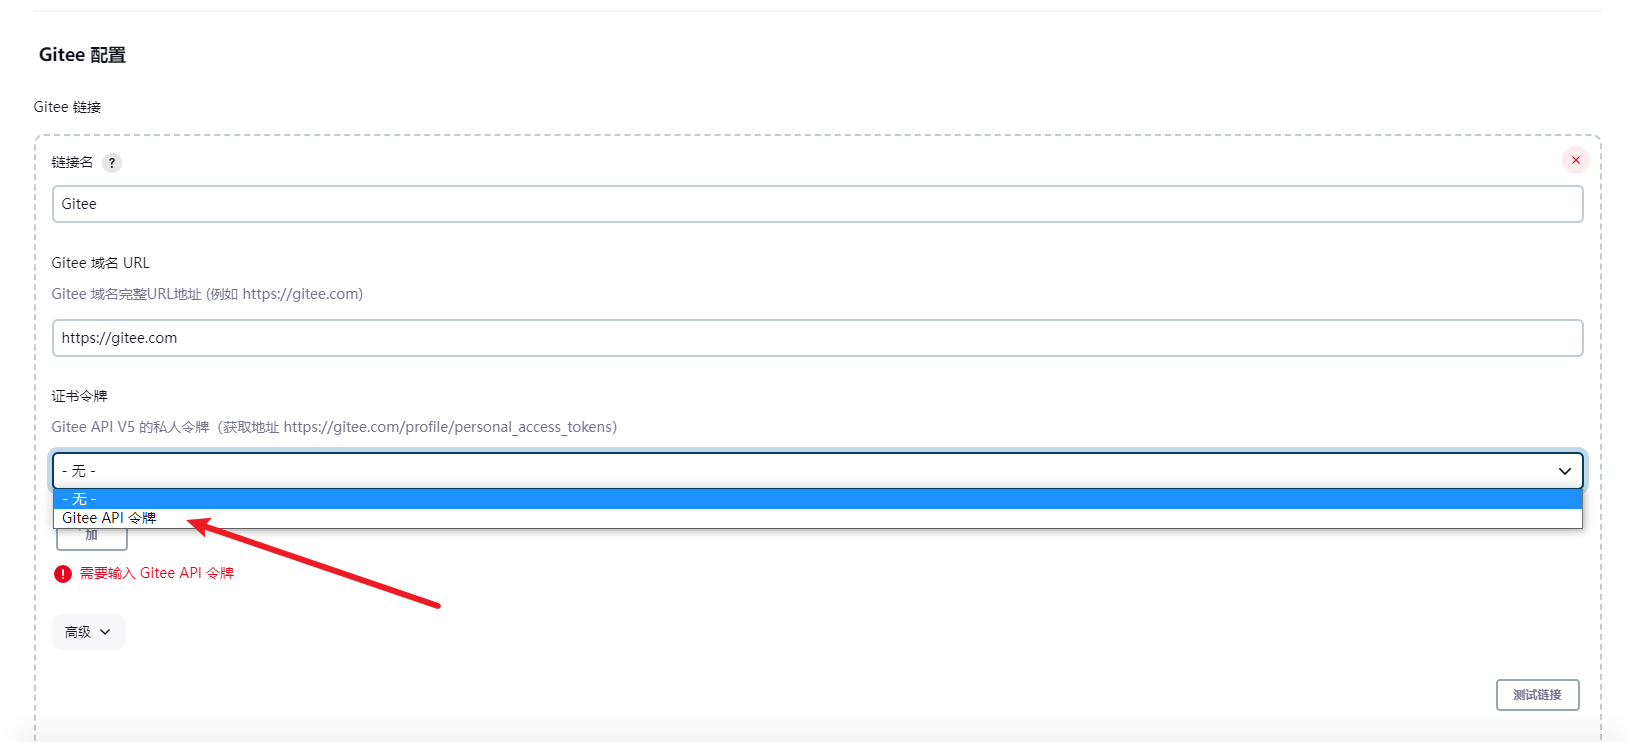 Gitee 配置
Gitee 链接
链接名 ?
Gitee
Gitee 域名 URL
Gitee 域名完整URL地址 (例如 https://gitee.com)
https://gitee.com
证书令牌
Gitee API V5 的私人令牌（获取地址 https://gitee.com/profile/personal_access_tokens）
- 无 -
- 无 -
Gitee API 令牌
加
需要输入 Gitee API 令牌
高级
测试链接